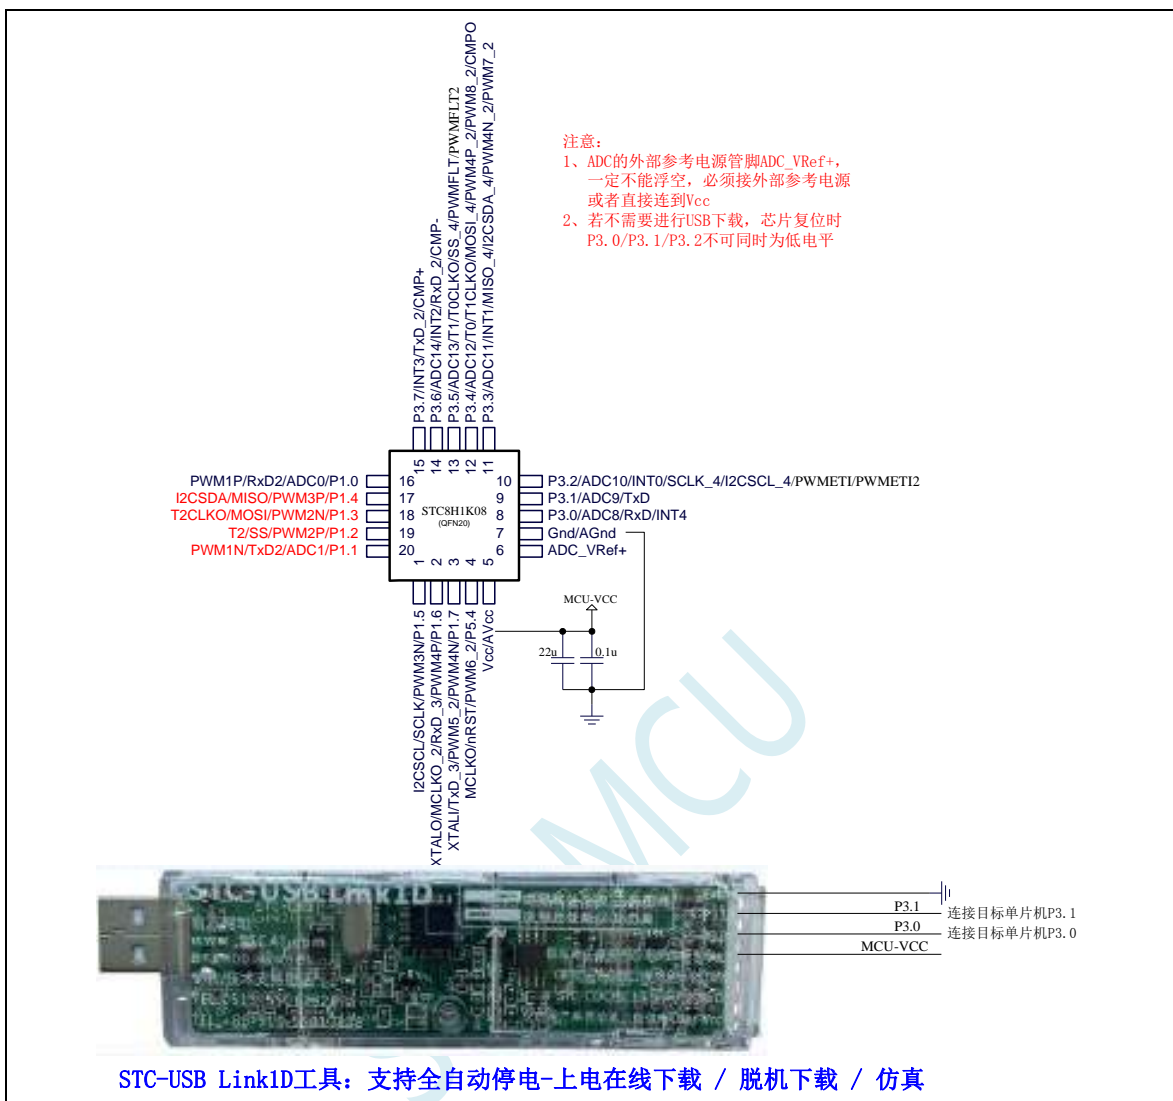 P3.7/INT3/TxD_2/CMP+
P3.6/ADC14/INT2/RxD_2/CMP-
P3.5/ADC13/T1/T0CLKO/SS_4/PWMFLT/PWMFLT2
P3.4/ADC12/T0/T1CLKO/MOSI_4/PWM4P_2/PWM8_2/CMPO
P3.3/ADC11/INT1/MISO_4/I2CSDA_4/PWM4N_2/PWM7_2
注意:
1、ADC的外部参考电源管脚ADC_VRef+,
一定不能浮空, 必须接外部参考电源
或者直接连到Vcc
2、若不需要进行USB下载, 芯片复位时
P3.0/P3.1/P3.2不可同时为低电平
15
14
13
12
11
PWM1P/RxD2/ADC0/P1.0
16
10
P3.2/ADC10/INT0/SCLK_4/I2CSCL_4/PWMETI/PWMETI2
I2CSDA/MISO/PWM3P/P1.4
17
9
P3.1/ADC9/TxD
T2CLKO/MOSI/PWM2N/P1.3
18
STC8H1K08
(QFN20)
8
P3.0/ADC8/RxD/INT4
T2/SS/PWM2P/P1.2
19
7
Gnd/AGnd
PWM1N/TxD2/ADC1/P1.1
20
6
ADC_VRef+
1
2
3
4
5
I2CSCL/SCLK/PWM3N/P1.5
XTALO/MCLKO_2/RxD_3/PWM4P/P1.6
XTALI/TxD_3/PWM5_2/PWM4N/P1.7
MCLKO/nRST/PWM6_2/P5.4
Vcc/AVcc
MCU-VCC
22u
0.1u
MCU
STC-USB Link1D
P3.1
连接目标单片机P3.1
P3.0
连接目标单片机P3.0
MCU-VCC
STC-USB Link1D工具: 支持全自动停电-上电在线下载 / 脱机下载 / 仿真